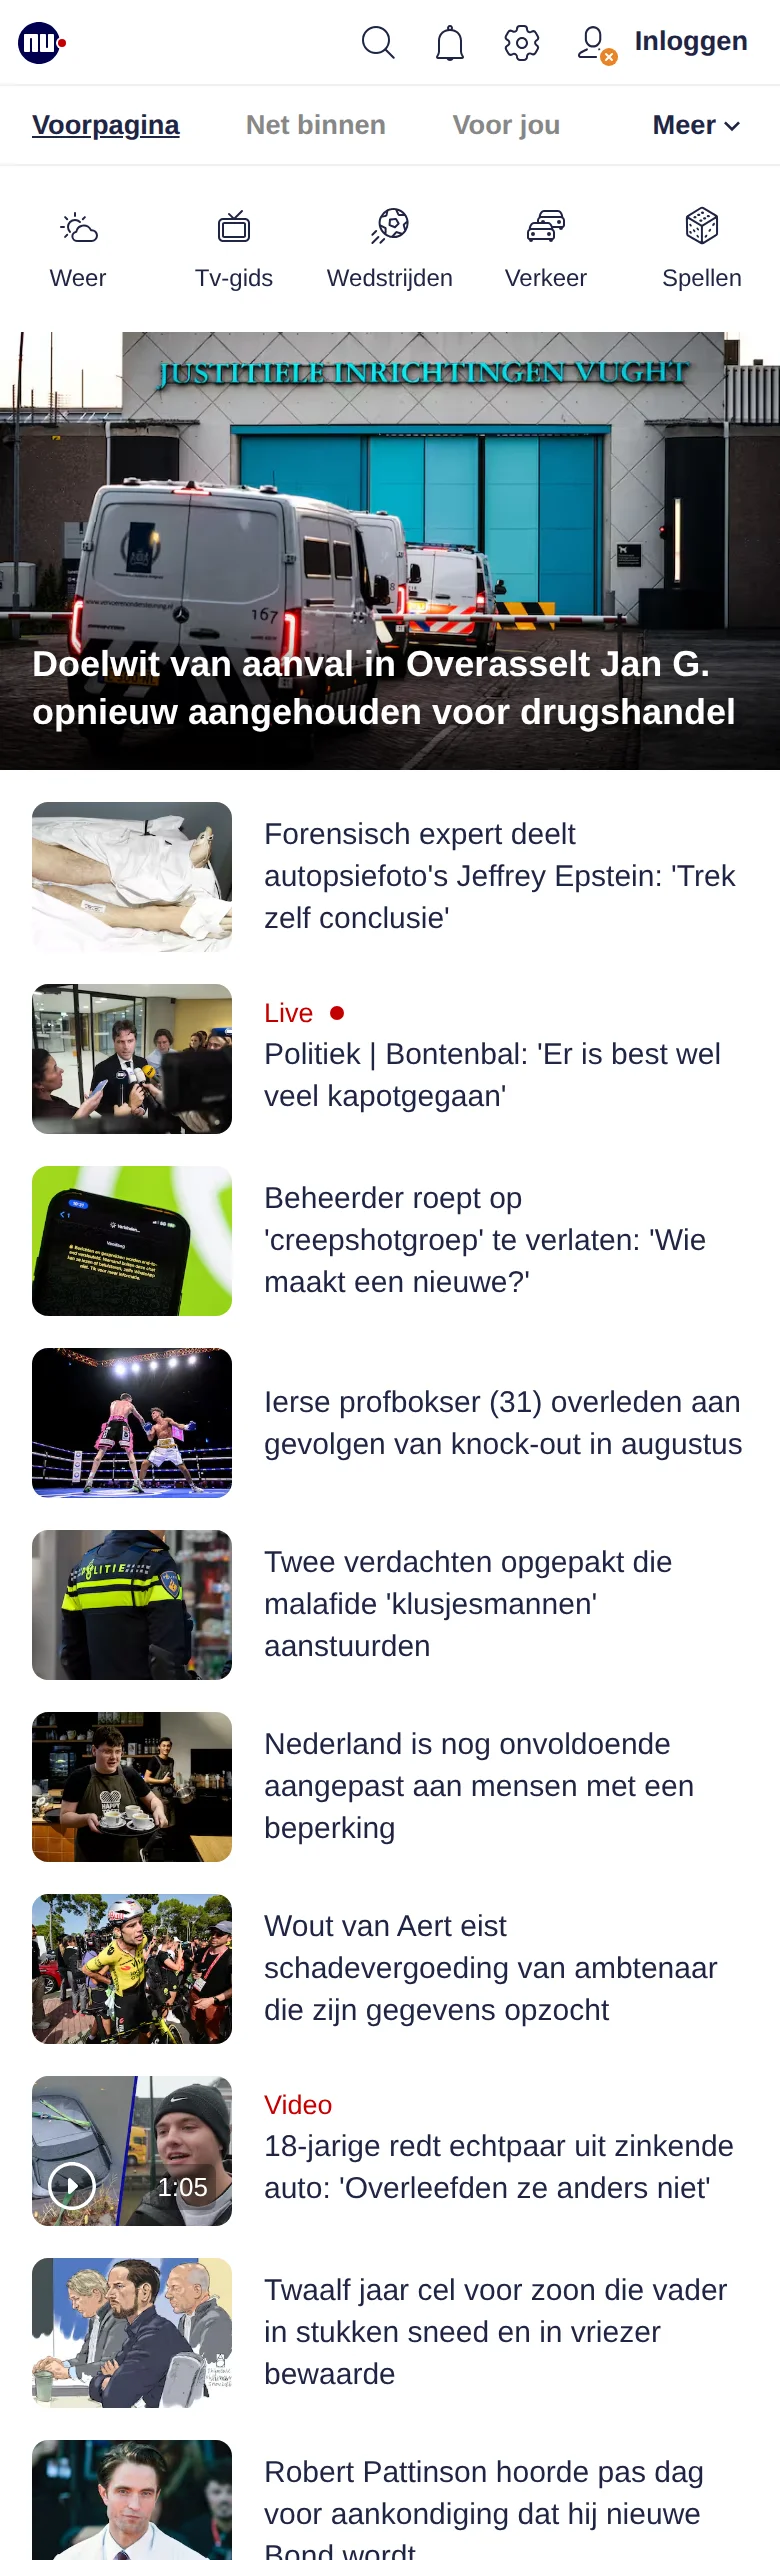 nu
Inloggen
Voorpagina
Net binnen
Voor jou
Meer
Weer
Tv-gids
Wedstrijden
Verkeer
Spellen
JUSTITIELE INRICHTINGEN VUGHT
167
Doelwit van aanval in Overasselt Jan G.
opnieuw aangehouden voor drugshandel
Forensisch expert deelt
autopsiefoto's Jeffrey Epstein: 'Trek
zelf conclusie'
Live
Politiek | Bontenbal: 'Er is best wel
veel kapotgegaan'
Beheerder roept op
'creepshotgroep' te verlaten: 'Wie
maakt een nieuwe?'
Ierse profbokser (31) overleden aan
gevolgen van knock-out in augustus
POLITIE
Twee verdachten opgepakt die
malafide 'klusjesmannen'
aanstuurden
Nederland is nog onvoldoende
aangepast aan mensen met een
beperking
Wout van Aert eist
schadevergoeding van ambtenaar
die zijn gegevens opzocht
1:05
Video
18-jarige redt echtpaar uit zinkende
auto: 'Overleefden ze anders niet'
Twaalf jaar cel voor zoon die vader
in stukken sneed en in vriezer
bewaarde
Robert Pattinson hoorde pas dag
voor aankondiging dat hij nieuwe
Bond wordt